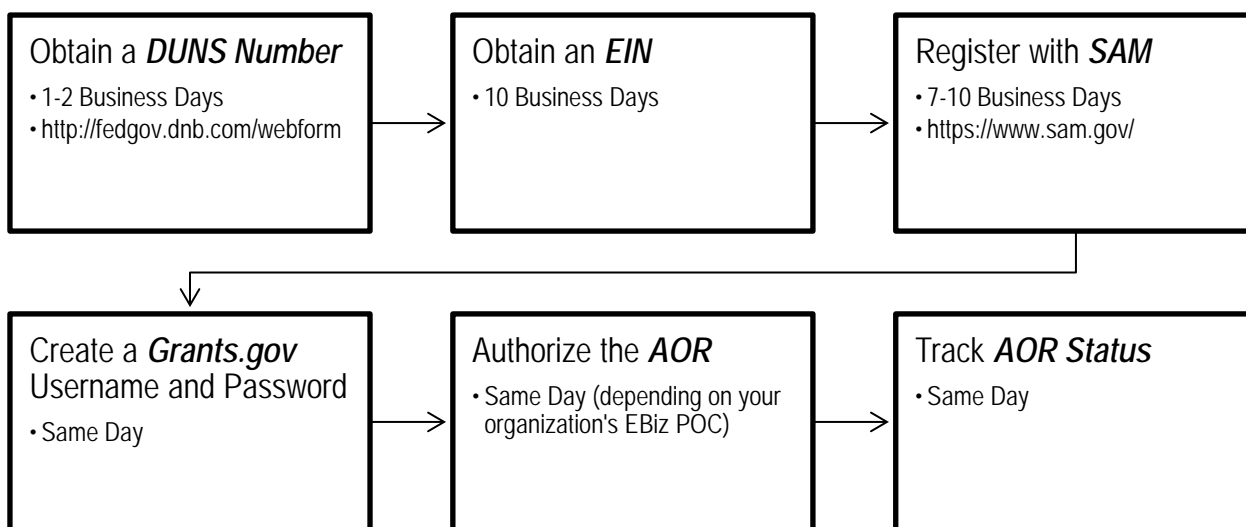 Obtain a DUNS Number
• 1-2 Business Days
• http://fedgov.dnb.com/webform
Obtain an EIN
• 10 Business Days
Register with SAM
• 7-10 Business Days
• https://www.sam.gov/
Create a Grants.gov
Username and Password
• Same Day
Authorize the AOR
• Same Day (depending on your
organization's EBiz POC)
Track AOR Status
• Same Day